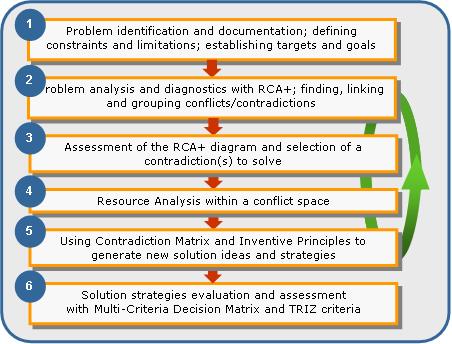 1
Problem identification and documentation; defining
constraints and limitations; establishing targets and goals
2
roblem analysis and diagnostics with RCA+; finding, linking
and grouping conflicts/contradictions
3
Assessment of the RCA+ diagram and selection of a
contradiction(s) to solve
4
Resource Analysis within a conflict space
5
Using Contradiction Matrix and Inventive Principles to
generate new solution ideas and strategies
6
Solution strategies evaluation and assessment
with Multi-Criteria Decision Matrix and TRIZ criteria